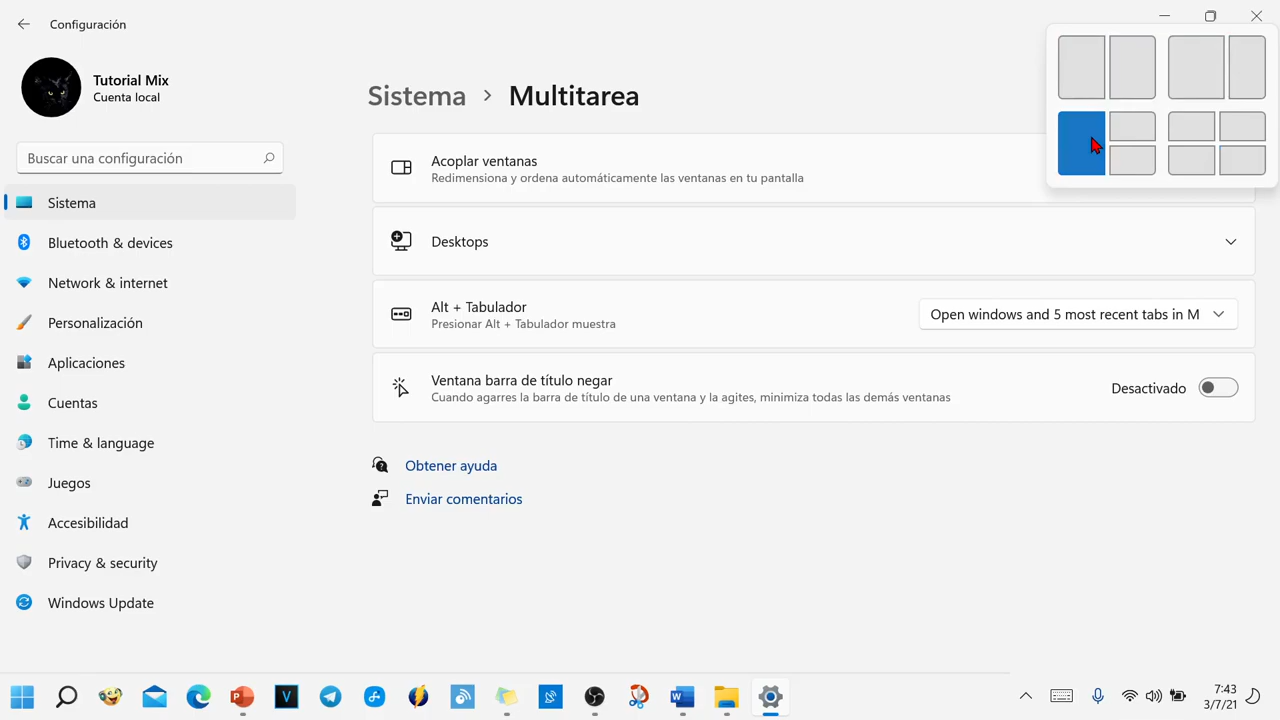 Configuración
Tutorial Mix
Cuenta local
Buscar una configuración
Sistema
Bluetooth & devices
Network & internet
Personalización
Aplicaciones
Cuentas
Time & language
Juegos
Accesibilidad
Privacy & security
Windows Update
Sistema > Multitarea
Acoplar ventanas
Redimensiona y ordena automáticamente las ventanas en tu pantalla
Desktops
Alt + Tabulador
Presionar Alt + Tabulador muestra
Open windows and 5 most recent tabs in M
Ventana barra de título negar
Cuando agarres la barra de título de una ventana y la agites, minimiza todas las demás ventanas
Desactivado
Obtener ayuda
Enviar comentarios
7:43
3/7/21